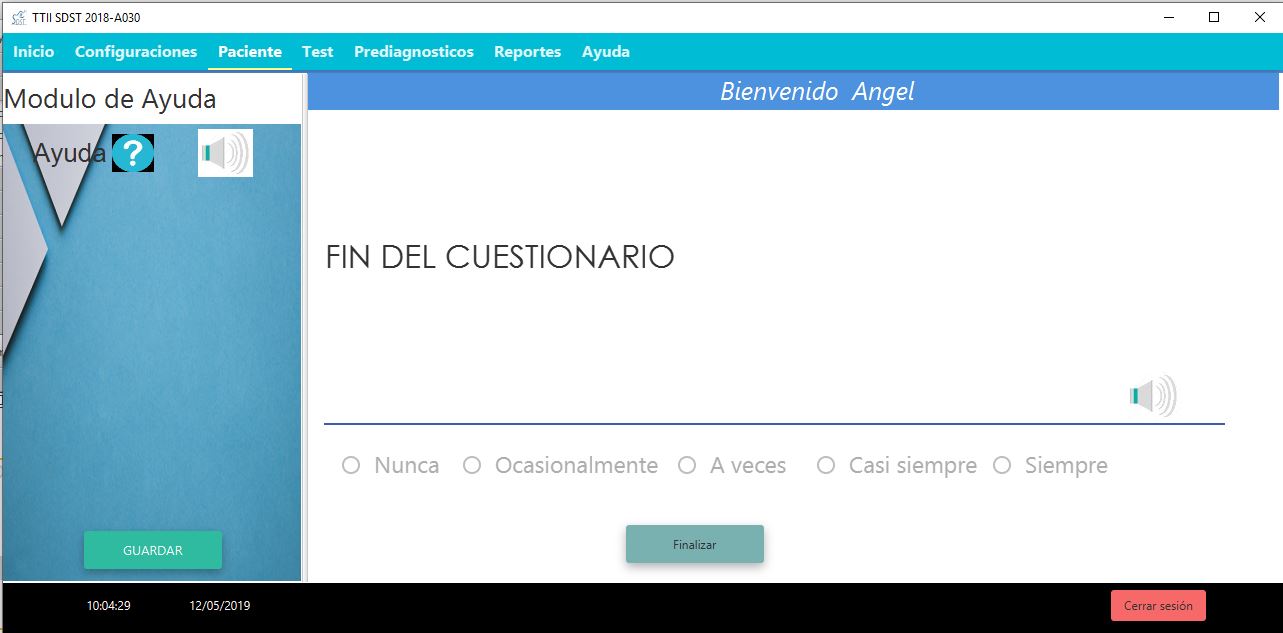 TTII SDST 2018-A030
Inicio Configuraciones Paciente Test Prediagnosticos Reportes Ayuda
Modulo de Ayuda
Bienvenido Angel
Ayuda ?
FIN DEL CUESTIONARIO
Nunca Ocasionalmente A veces Casi siempre Siempre
GUARDAR
Finalizar
10:04:29 12/05/2019
Cerrar sesión